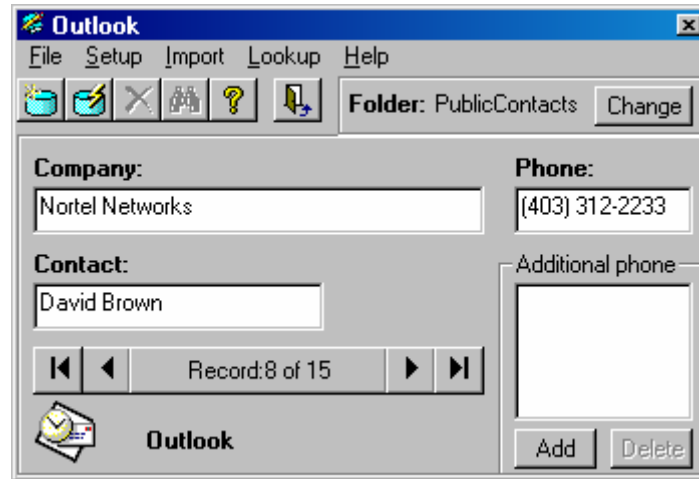 Outlook
File Setup Import Lookup Help
Folder: PublicContacts Change
Company:
Nortel Networks
Phone:
(403) 312-2233
Contact:
David Brown
Additional phone
Record:8 of 15
Outlook
Add Delete